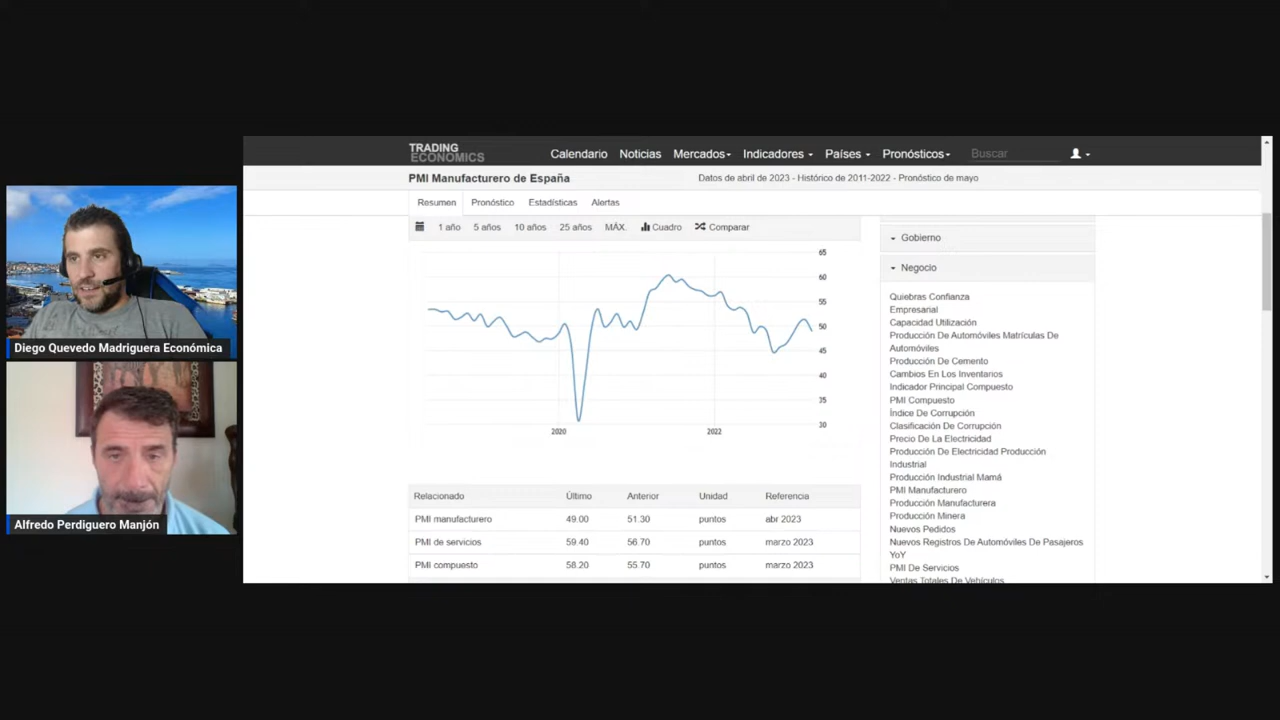 TRADING
ECONOMICS
Calendario Noticias Mercados Indicadores Países Pronósticos Buscar
PMI Manufacturero de España
Datos de abril de 2023 - Histórico de 2011-2022 - Pronóstico de mayo
Resumen Pronóstico Estadísticas Alertas
1 año 5 años 10 años 25 años MÁX. Cuadro Comparar
65
60
55
50
45
40
35
30
2020 2022
Relacionado Último Anterior Unidad Referencia
PMI manufacturero 49.00 51.30 puntos abr 2023
PMI de servicios 59.40 56.70 puntos marzo 2023
PMI compuesto 58.20 55.70 puntos marzo 2023
Gobierno
Negocio
Quiebras Confianza
Empresarial
Capacidad Utilización
Producción De Automóviles Matrículas De
Automóviles
Producción De Cemento
Cambios En Los Inventarios
Indicador Principal Compuesto
PMI Compuesto
Índice De Corrupción
Clasificación De Corrupción
Precio De La Electricidad
Producción De Electricidad Producción
Industrial
Producción Industrial Mamá
PMI Manufacturero
Producción Manufacturera
Producción Minera
Nuevos Pedidos
Nuevos Registros De Automóviles De Pasajeros
YoY
PMI De Servicios
Ventas Totales De Vehículos
Diego Quevedo Madriguera Económica
Alfredo Perdiguero Manjón